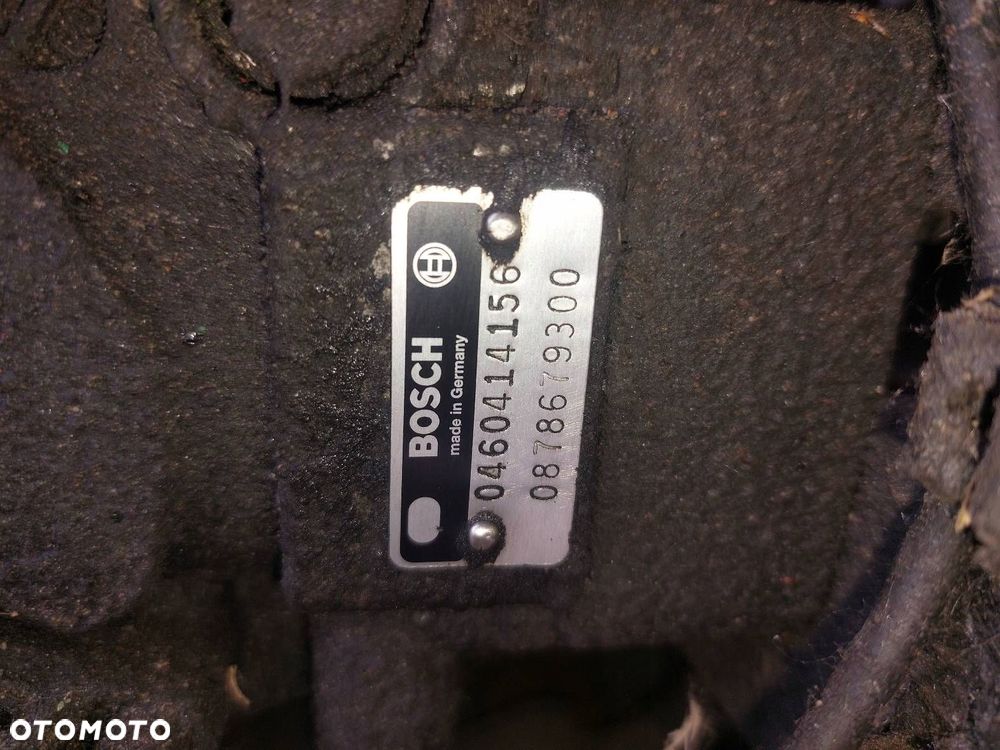 BOSCH
made in Germany
0460414156
0878679300
OTOMOTO